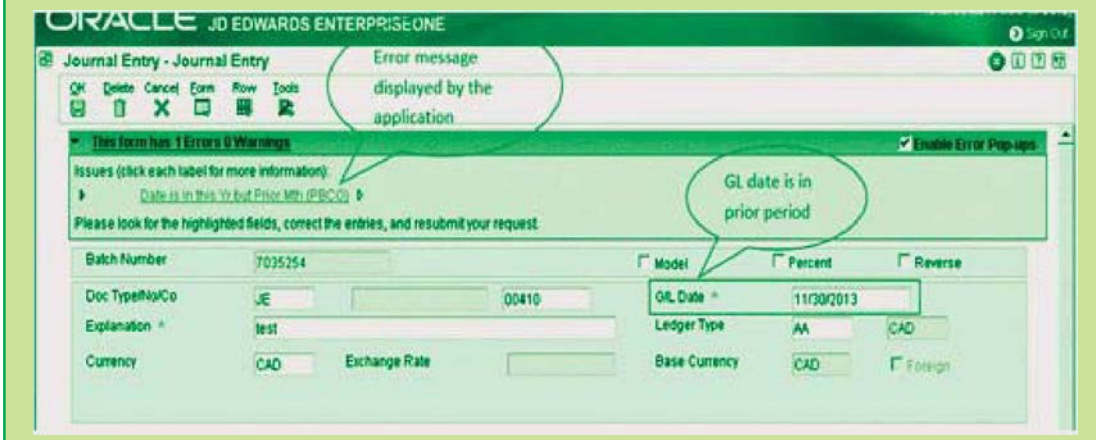 ORACLE JD EDWARDS ENTERPRISEONE
Sign Out
Journal Entry - Journal Entry
OK Delete Cancel Form Row Tools
Error message
displayed by the
application
This form has 1 Errors 0 Warnings
Enable Error Pop-ups
Issues (click each label for more information):
Date is in this Yr but Prior Mth (PBCO)
Please look for the highlighted fields, correct the entries, and resubmit your request.
GL date is in
prior period
Batch Number 7035254 Model Percent Reverse
Doc Type/No/Co JE 00410 G/L Date * 11/30/2013
Explanation * test Ledger Type AA CAD
Currency CAD Exchange Rate Base Currency CAD Foreign